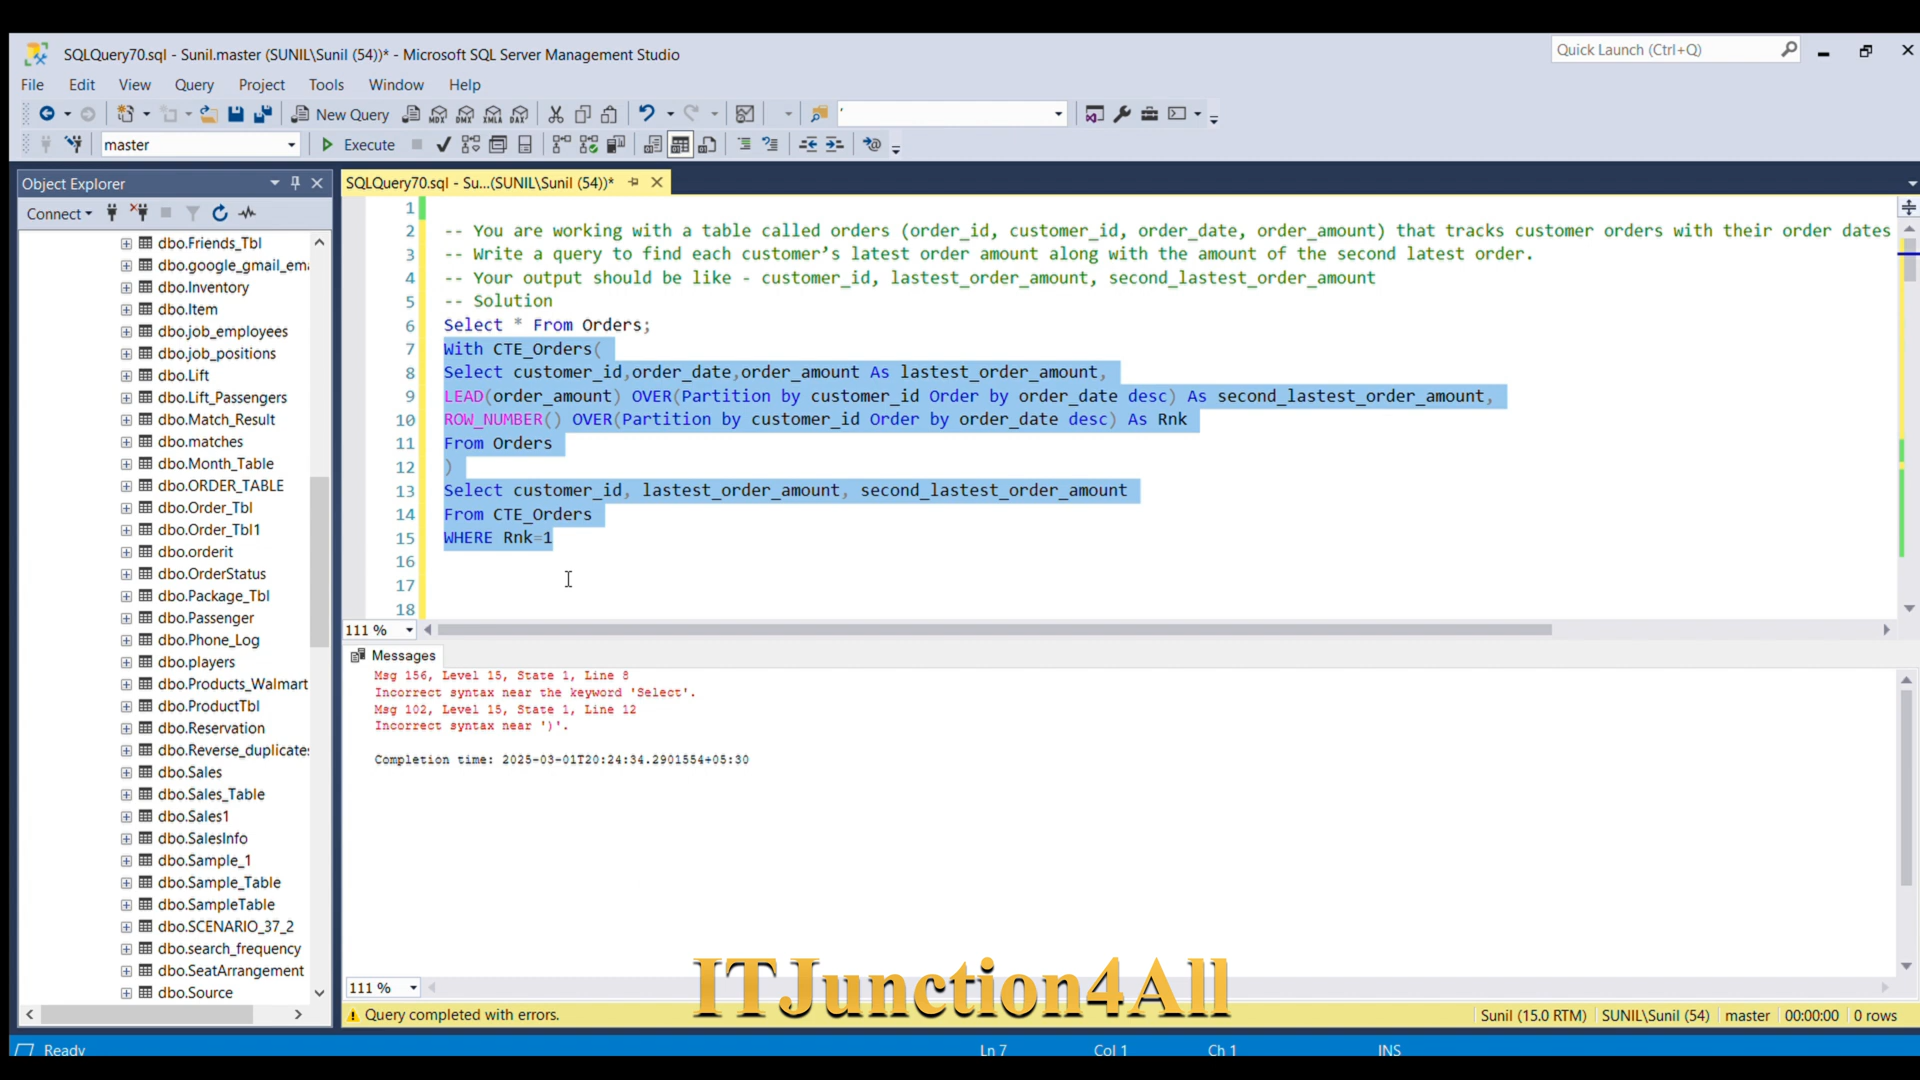 SQLQuery70.sql - Sunil.master (SUNIL\Sunil (54))* - Microsoft SQL Server Management Studio
Quick Launch (Ctrl+Q)
File Edit View Query Project Tools Window Help
New Query
master
Execute
Object Explorer
SQLQuery70.sql - Su...(SUNIL\Sunil (54))*
Connect
dbo.Friends_Tbl
dbo.google_gmail_em
dbo.Inventory
dbo.Item
dbo.job_employees
dbo.job_positions
dbo.Lift
dbo.Lift_Passengers
dbo.Match_Result
dbo.matches
dbo.Month_Table
dbo.ORDER_TABLE
dbo.Order_Tbl
dbo.Order_Tbl1
dbo.orderit
dbo.OrderStatus
dbo.Package_Tbl
dbo.Passenger
dbo.Phone_Log
dbo.players
dbo.Products_Walmart
dbo.ProductTbl
dbo.Reservation
dbo.Reverse_duplicate
dbo.Sales
dbo.Sales_Table
dbo.Sales1
dbo.SalesInfo
dbo.Sample_1
dbo.Sample_Table
dbo.SampleTable
dbo.SCENARIO_37_2
dbo.search_frequency
dbo.SeatArrangement
dbo.Source
1
2 -- You are working with a table called orders (order_id, customer_id, order_date, order_amount) that tracks customer orders with their order dates
3 -- Write a query to find each customer’s latest order amount along with the amount of the second latest order.
4 -- Your output should be like - customer_id, lastest_order_amount, second_lastest_order_amount
5 -- Solution
6 Select * From Orders;
7 With CTE_Orders(
8 Select customer_id,order_date,order_amount As lastest_order_amount,
9 LEAD(order_amount) OVER(Partition by customer_id Order by order_date desc) As second_lastest_order_amount,
10 ROW_NUMBER() OVER(Partition by customer_id Order by order_date desc) As Rnk
11 From Orders
12 )
13 Select customer_id, lastest_order_amount, second_lastest_order_amount
14 From CTE_Orders
15 WHERE Rnk=1
16
17
18
111 %
Messages
Msg 156, Level 15, State 1, Line 8
Incorrect syntax near the keyword 'Select'.
Msg 102, Level 15, State 1, Line 12
Incorrect syntax near ')'.
Completion time: 2025-03-01T20:24:34.2901554+05:30
111 %
ITJunction4All
Query completed with errors.
Sunil (15.0 RTM) SUNIL\Sunil (54) master 00:00:00 0 rows
Ready Ln 7 Col 1 Ch 1 INS